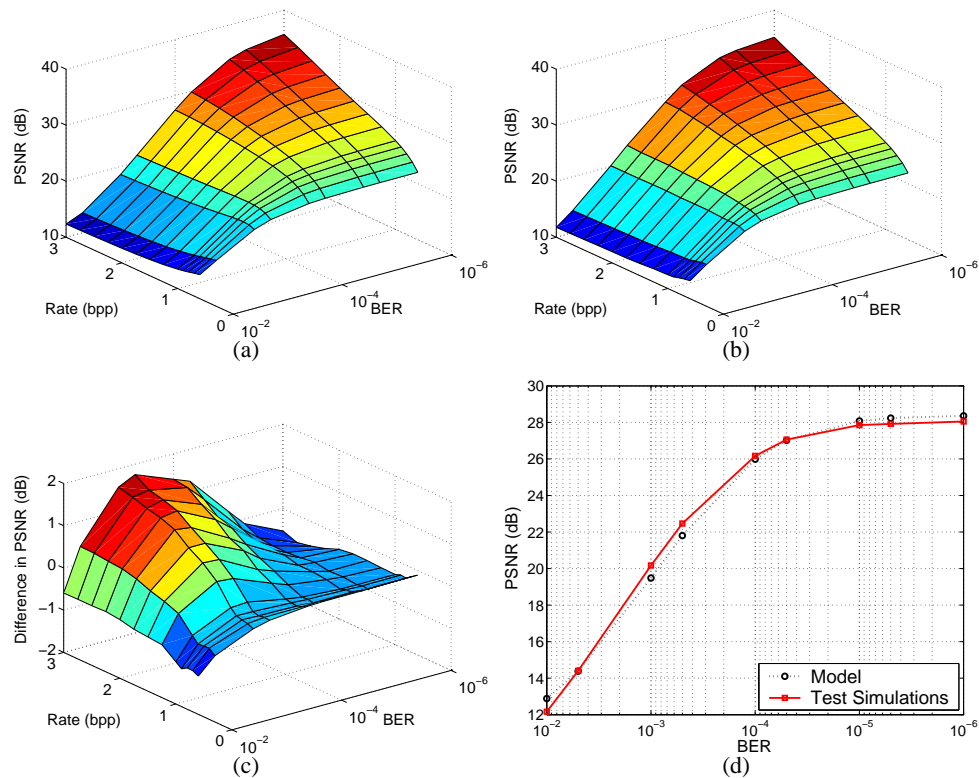 40
30
20
10
PSNR (dB)
3
2
1
0
Rate (bpp)
10^-2
10^-4
10^-6
BER
(a)
40
30
20
10
PSNR (dB)
3
2
1
0
Rate (bpp)
10^-2
10^-4
10^-6
BER
(b)
2
1
0
−1
−2
Difference in PSNR (dB)
3
2
1
0
Rate (bpp)
10^-2
10^-4
10^-6
BER
(c)
30
28
26
24
22
20
18
16
14
12
PSNR (dB)
10^-2
10^-3
10^-4
10^-5
10^-6
BER
Model
Test Simulations
(d)